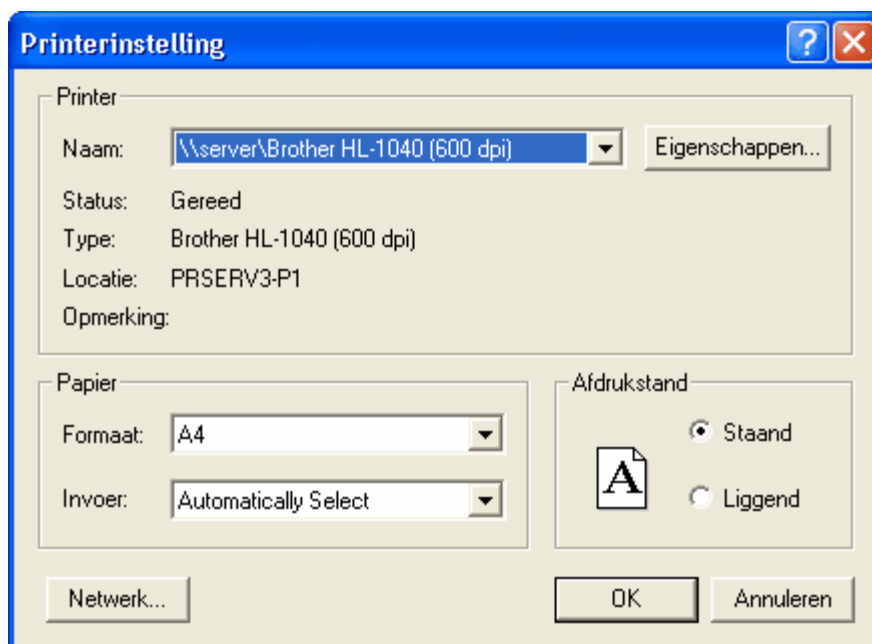 Printerinstelling
Printer
Naam: \\server\Brother HL-1040 (600 dpi) Eigenschappen...
Status: Gereed
Type: Brother HL-1040 (600 dpi)
Locatie: PRSERV3-P1
Opmerking:
Papier
Formaat: A4
Invoer: Automatically Select
Afdrukstand
A
Staand
Liggend
Netwerk... OK Annuleren